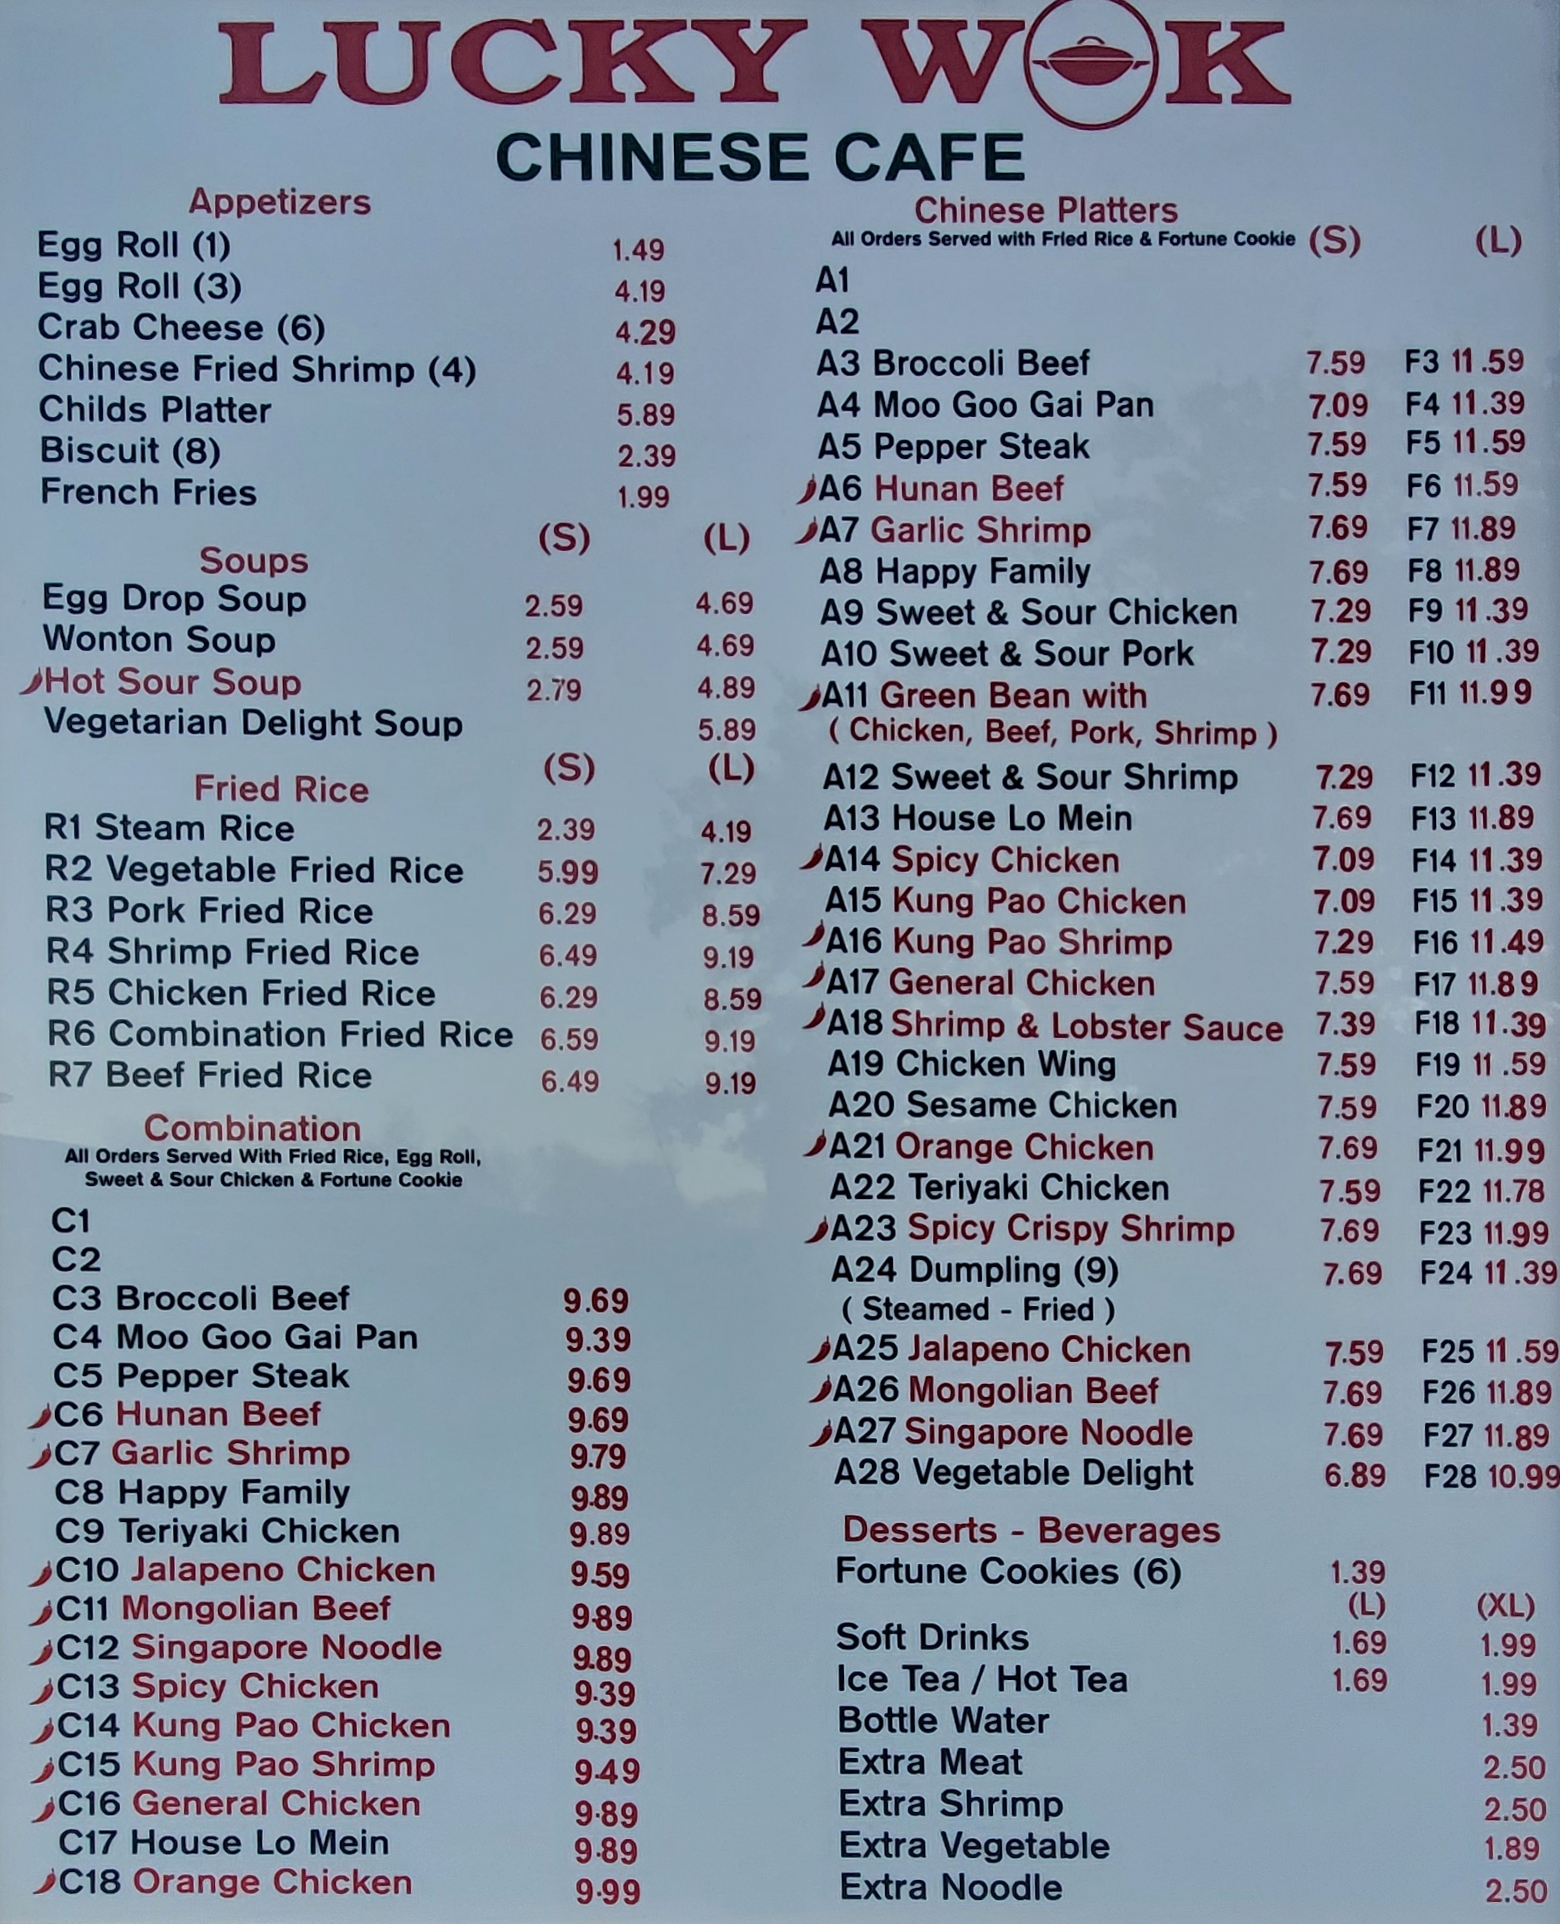 LUCKY WOK
CHINESE CAFE
Appetizers
Egg Roll (1) 1.49
Egg Roll (3) 4.19
Crab Cheese (6) 4.29
Chinese Fried Shrimp (4) 4.19
Childs Platter 5.89
Biscuit (8) 2.39
French Fries 1.99
Soups (S) (L)
Egg Drop Soup 2.59 4.69
Wonton Soup 2.59 4.69
Hot Sour Soup 2.79 4.89
Vegetarian Delight Soup 5.89
Fried Rice (S) (L)
R1 Steam Rice 2.39 4.19
R2 Vegetable Fried Rice 5.99 7.29
R3 Pork Fried Rice 6.29 8.59
R4 Shrimp Fried Rice 6.49 9.19
R5 Chicken Fried Rice 6.29 8.59
R6 Combination Fried Rice 6.59 9.19
R7 Beef Fried Rice 6.49 9.19
Combination
All Orders Served With Fried Rice, Egg Roll,
Sweet & Sour Chicken & Fortune Cookie
C1
C2
C3 Broccoli Beef 9.69
C4 Moo Goo Gai Pan 9.39
C5 Pepper Steak 9.69
C6 Hunan Beef 9.69
C7 Garlic Shrimp 9.79
C8 Happy Family 9.89
C9 Teriyaki Chicken 9.89
C10 Jalapeno Chicken 9.59
C11 Mongolian Beef 9.89
C12 Singapore Noodle 9.89
C13 Spicy Chicken 9.39
C14 Kung Pao Chicken 9.39
C15 Kung Pao Shrimp 9.49
C16 General Chicken 9.89
C17 House Lo Mein 9.89
C18 Orange Chicken 9.99
Chinese Platters
All Orders Served with Fried Rice & Fortune Cookie (S) (L)
A1
A2
A3 Broccoli Beef 7.59 F3 11.59
A4 Moo Goo Gai Pan 7.09 F4 11.39
A5 Pepper Steak 7.59 F5 11.59
A6 Hunan Beef 7.59 F6 11.59
A7 Garlic Shrimp 7.69 F7 11.89
A8 Happy Family 7.69 F8 11.89
A9 Sweet & Sour Chicken 7.29 F9 11.39
A10 Sweet & Sour Pork 7.29 F10 11.39
A11 Green Bean with 7.69 F11 11.99
( Chicken, Beef, Pork, Shrimp )
A12 Sweet & Sour Shrimp 7.29 F12 11.39
A13 House Lo Mein 7.69 F13 11.89
A14 Spicy Chicken 7.09 F14 11.39
A15 Kung Pao Chicken 7.09 F15 11.39
A16 Kung Pao Shrimp 7.29 F16 11.49
A17 General Chicken 7.59 F17 11.89
A18 Shrimp & Lobster Sauce 7.39 F18 11.39
A19 Chicken Wing 7.59 F19 11.59
A20 Sesame Chicken 7.59 F20 11.89
A21 Orange Chicken 7.69 F21 11.99
A22 Teriyaki Chicken 7.59 F22 11.78
A23 Spicy Crispy Shrimp 7.69 F23 11.99
A24 Dumpling (9) 7.69 F24 11.39
( Steamed - Fried )
A25 Jalapeno Chicken 7.59 F25 11.59
A26 Mongolian Beef 7.69 F26 11.89
A27 Singapore Noodle 7.69 F27 11.89
A28 Vegetable Delight 6.89 F28 10.99
Desserts - Beverages
Fortune Cookies (6) 1.39
(L) (XL)
Soft Drinks 1.69 1.99
Ice Tea / Hot Tea 1.69 1.99
Bottle Water 1.39
Extra Meat 2.50
Extra Shrimp 2.50
Extra Vegetable 1.89
Extra Noodle 2.50